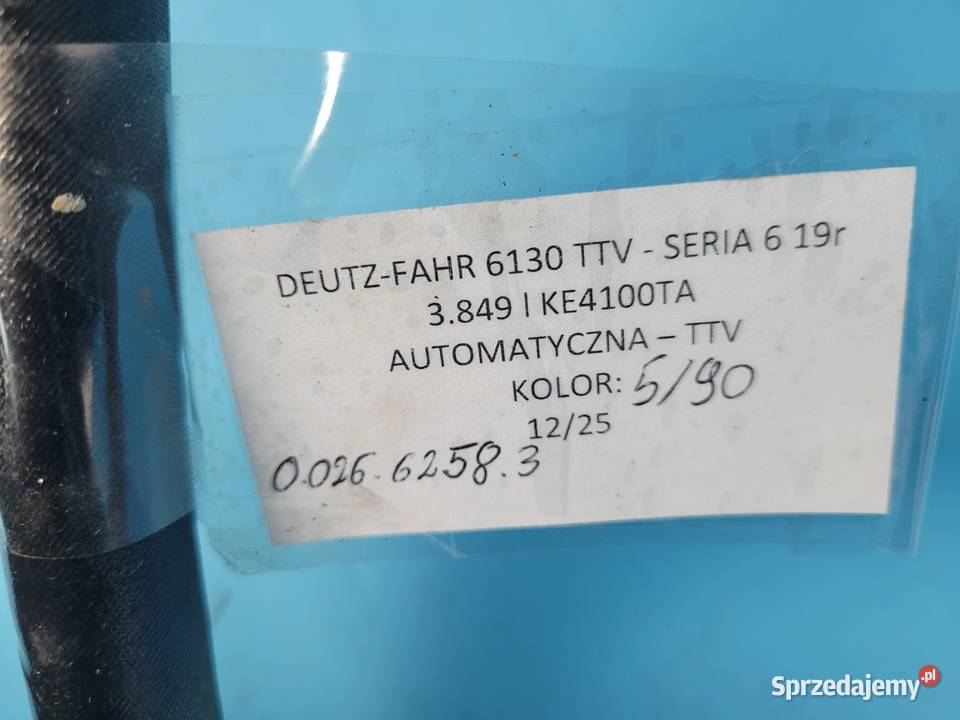 DEUTZ-FAHR 6130 TTV - SERIA 6 19r
3.849 l KE4100TA
AUTOMATYCZNA – TTV
KOLOR: 5/90
12/25
0.026.6258.3
Sprzedajemy.pl